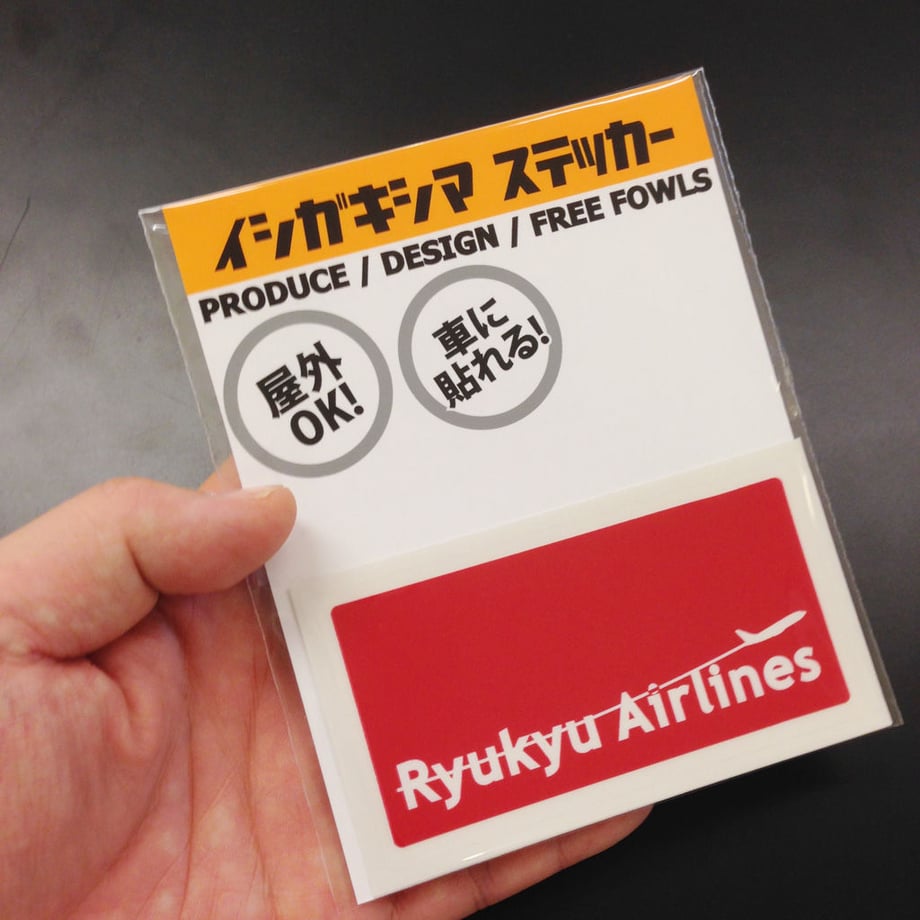 イシガキシマ ステッカー
PRODUCE / DESIGN / FREE FOWLS
屋外
OK!
車に
貼れる!
Ryukyu Airlines